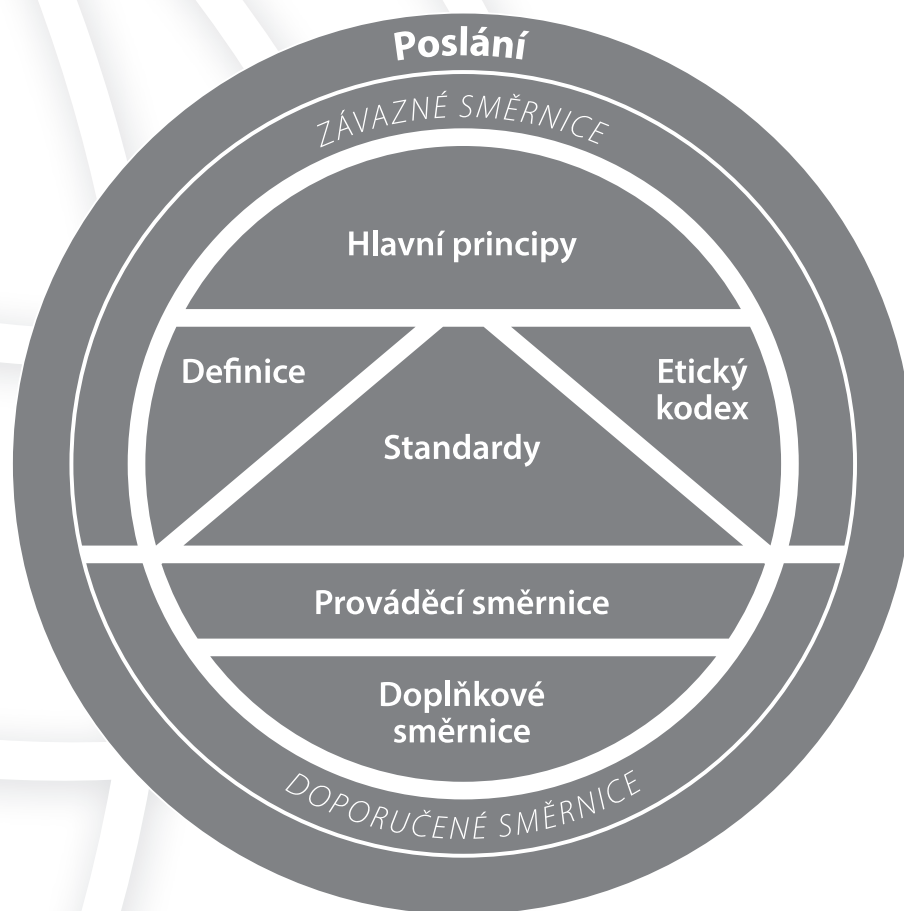 Poslání
ZÁVAZNÉ SMĚRNICE
Hlavní principy
Definice
Etický
kodex
Standardy
Prováděcí směrnice
Doplňkové
směrnice
DOPORUČENÉ SMĚRNICE